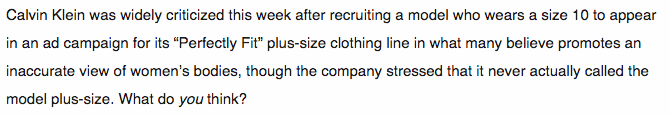 Calvin Klein was widely criticized this week after recruiting a model who wears a size 10 to appear
in an ad campaign for its “Perfectly Fit” plus-size clothing line in what many believe promotes an
inaccurate view of women’s bodies, though the company stressed that it never actually called the
model plus-size. What do you think?